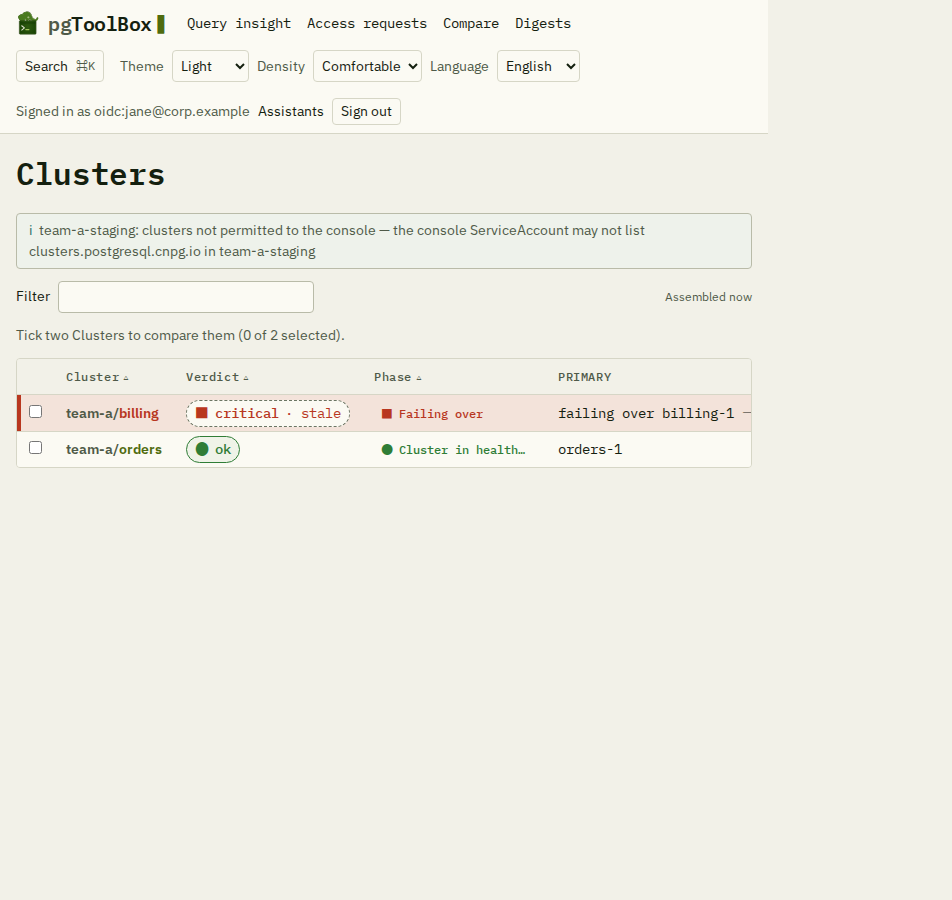 pgToolBox Query insight Access requests Compare Digests
Search ⌘K Theme Light Density Comfortable Language English
Signed in as oidc:jane@corp.example Assistants Sign out
Clusters
i team-a-staging: clusters not permitted to the console — the console ServiceAccount may not list
clusters.postgresql.cnpg.io in team-a-staging
Filter Assembled now
Tick two Clusters to compare them (0 of 2 selected).
Cluster ▵ Verdict ▵ Phase ▵ PRIMARY
team-a/billing critical · stale Failing over failing over billing-1 —
team-a/orders ok Cluster in health… orders-1